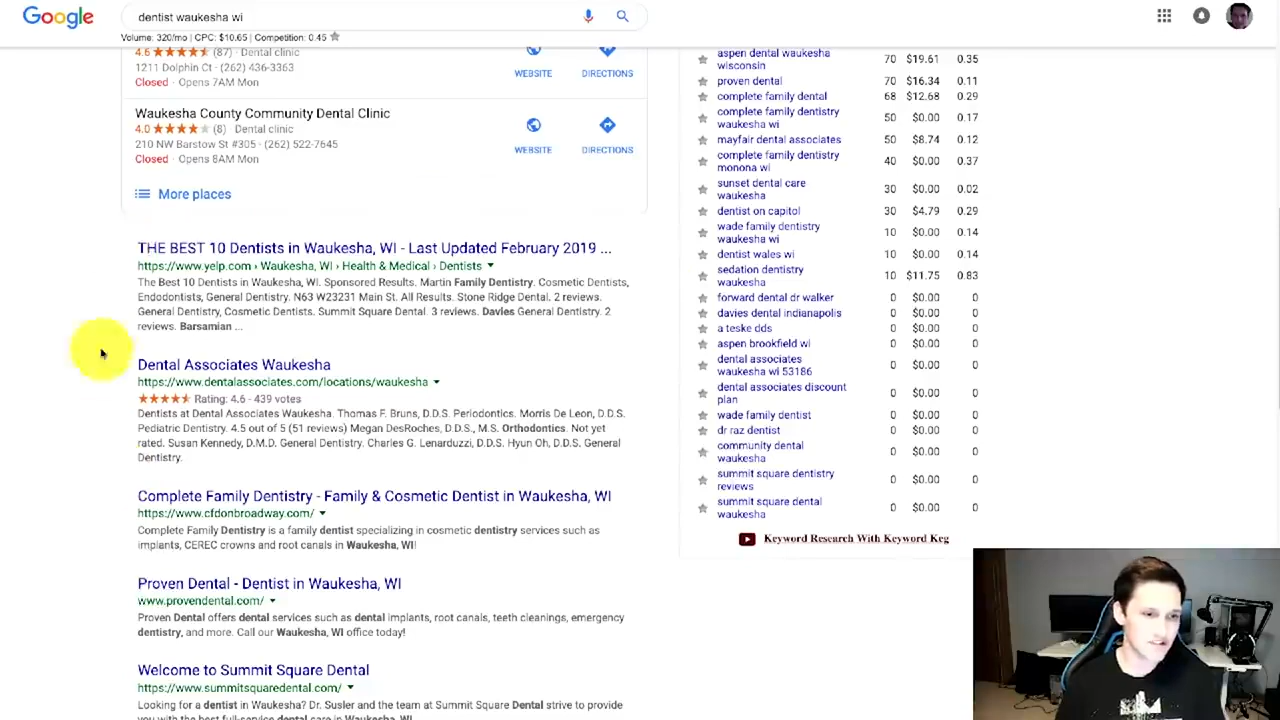 Google
dentist waukesha wi
Volume: 320/mo | CPC: $10.65 | Competition: 0.45
4.6 (87) · Dental clinic
1211 Dolphin Ct · (262) 436-3363
Closed · Opens 7AM Mon
WEBSITE
DIRECTIONS
Waukesha County Community Dental Clinic
4.0 (8) · Dental clinic
210 NW Barstow St #305 · (262) 522-7645
Closed · Opens 8AM Mon
WEBSITE
DIRECTIONS
More places
THE BEST 10 Dentists in Waukesha, WI - Last Updated February 2019 ...
https://www.yelp.com › Waukesha, WI › Health & Medical › Dentists
The Best 10 Dentists in Waukesha, WI. Sponsored Results. Martin Family Dentistry. Cosmetic Dentists,
Endodontists, General Dentistry. N63 W23231 Main St. All Results. Stone Ridge Dental. 2 reviews.
General Dentistry, Cosmetic Dentists. Summit Square Dental. 3 reviews. Davies General Dentistry. 2
reviews. Barsamian ...
Dental Associates Waukesha
https://www.dentalassociates.com/locations/waukesha
Rating: 4.6 - 439 votes
Dentists at Dental Associates Waukesha. Thomas F. Bruns, D.D.S. Periodontics. Morris De Leon, D.D.S.
Pediatric Dentistry. 4.5 out of 5 (51 reviews) Megan DesRoches, D.D.S., M.S. Orthodontics. Not yet
rated. Susan Kennedy, D.M.D. General Dentistry. Charles G. Lenarduzzi, D.D.S. Hyun Oh, D.D.S. General
Dentistry.
Complete Family Dentistry - Family & Cosmetic Dentist in Waukesha, WI
https://www.cfdonbroadway.com/
Complete Family Dentistry is a family dentist specializing in cosmetic dentistry services such as
implants, CEREC crowns and root canals in Waukesha, WI!
Proven Dental - Dentist in Waukesha, WI
www.provendental.com/
Proven Dental offers dental services such as dental implants, root canals, teeth cleanings, emergency
dentistry, and more. Call our Waukesha, WI office today!
Welcome to Summit Square Dental
https://www.summitsquaredental.com/
Looking for a dentist in Waukesha? Dr. Susler and the team at Summit Square Dental strive to provide
you with the best full-service dental care in Waukesha, WI.
aspen dental waukesha
wisconsin 70 $19.61 0.35
proven dental 70 $16.34 0.11
complete family dental 68 $12.68 0.29
complete family dentistry
waukesha wi 50 $0.00 0.17
mayfair dental associates 50 $8.74 0.12
complete family dentistry
monona wi 40 $0.00 0.37
sunset dental care
waukesha 30 $0.00 0.02
dentist on capitol 30 $4.79 0.29
wade family dentistry
waukesha wi 10 $0.00 0.14
dentist wales wi 10 $0.00 0.14
sedation dentistry
waukesha 10 $11.75 0.83
forward dental dr walker 0 $0.00 0
davies dental indianapolis 0 $0.00 0
a teske dds 0 $0.00 0
aspen brookfield wi 0 $0.00 0
dental associates
waukesha wi 53186 0 $0.00 0
dental associates discount
plan 0 $0.00 0
wade family dentist 0 $0.00 0
dr raz dentist 0 $0.00 0
community dental
waukesha 0 $0.00 0
summit square dentistry
reviews 0 $0.00 0
summit square dental
waukesha 0 $0.00 0
Keyword Research With Keyword Keg